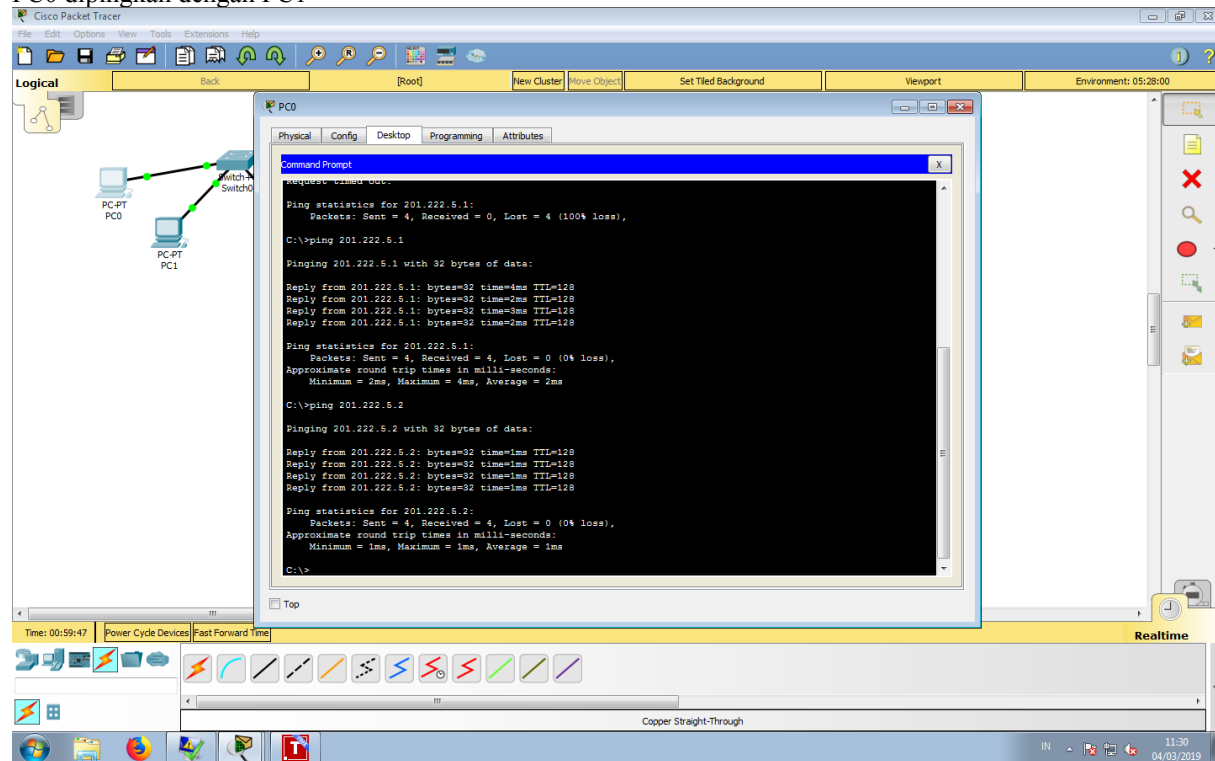 PC0 dipingkan dengan PC1
Cisco Packet Tracer
File Edit Options View Tools Extensions Help
Logical Back [Root] New Cluster Move Object Set Tiled Background Viewport Environment: 05:28:00
PC0
Physical Config Desktop Programming Attributes
Command Prompt X
Request timed out.
Ping statistics for 201.222.5.1:
Packets: Sent = 4, Received = 0, Lost = 4 (100% loss),
C:\>ping 201.222.5.1
Pinging 201.222.5.1 with 32 bytes of data:
Reply from 201.222.5.1: bytes=32 time=4ms TTL=128
Reply from 201.222.5.1: bytes=32 time=2ms TTL=128
Reply from 201.222.5.1: bytes=32 time=3ms TTL=128
Reply from 201.222.5.1: bytes=32 time=2ms TTL=128
Ping statistics for 201.222.5.1:
Packets: Sent = 4, Received = 4, Lost = 0 (0% loss),
Approximate round trip times in milli-seconds:
Minimum = 2ms, Maximum = 4ms, Average = 2ms
C:\>ping 201.222.5.2
Pinging 201.222.5.2 with 32 bytes of data:
Reply from 201.222.5.2: bytes=32 time=1ms TTL=128
Reply from 201.222.5.2: bytes=32 time=1ms TTL=128
Reply from 201.222.5.2: bytes=32 time=1ms TTL=128
Reply from 201.222.5.2: bytes=32 time=1ms TTL=128
Ping statistics for 201.222.5.2:
Packets: Sent = 4, Received = 4, Lost = 0 (0% loss),
Approximate round trip times in milli-seconds:
Minimum = 1ms, Maximum = 1ms, Average = 1ms
C:\>
Top
Switch0
PC-PT
PC0
PC-PT
PC1
Time: 00:59:47 Power Cycle Devices Fast Forward Time Realtime
Copper Straight-Through
IN 11:30
04/03/2019